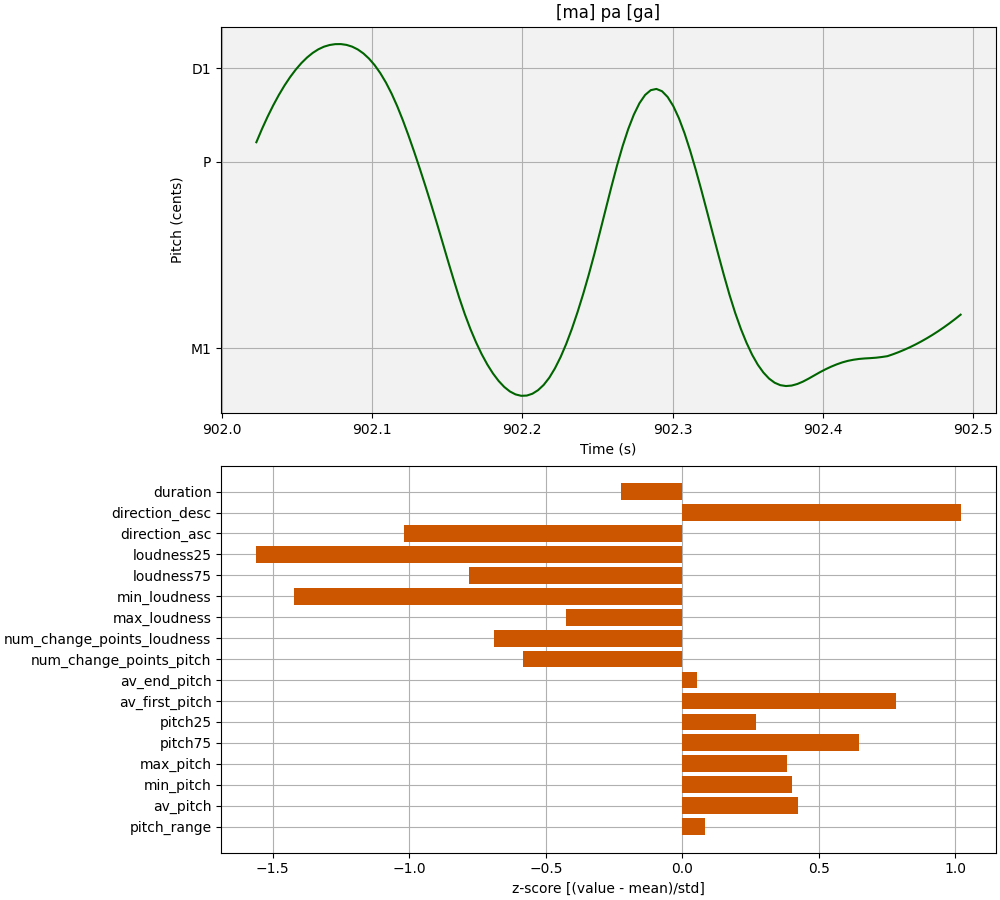 [ma] pa [ga]
D1
P
M1
Pitch (cents)
902.0 902.1 902.2 902.3 902.4 902.5
Time (s)
duration
direction_desc
direction_asc
loudness25
loudness75
min_loudness
max_loudness
num_change_points_loudness
num_change_points_pitch
av_end_pitch
av_first_pitch
pitch25
pitch75
max_pitch
min_pitch
av_pitch
pitch_range
−1.5 −1.0 −0.5 0.0 0.5 1.0
z-score [(value - mean)/std]